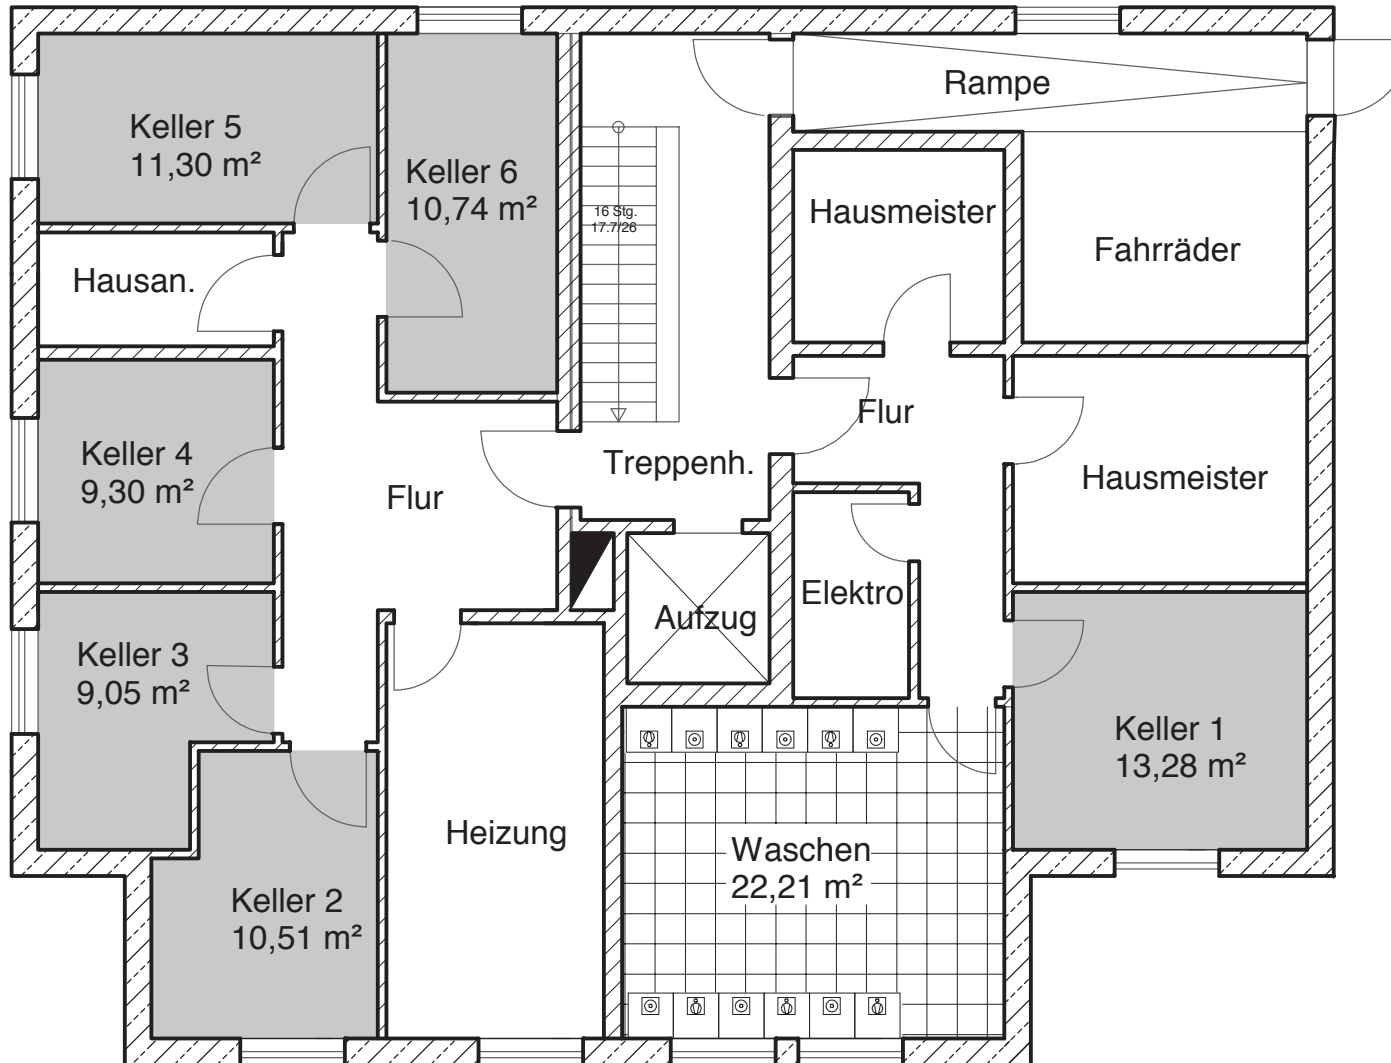 Rampe
Keller 5
11,30 m²
Keller 6
10,74 m²
16 Stg.
17.7/26
Hausmeister
Fahrräder
Hausan.
Flur
Keller 4
9,30 m²
Treppenh.
Hausmeister
Flur
Elektro
Aufzug
Keller 3
9,05 m²
Keller 1
13,28 m²
Heizung
Waschen
22,21 m²
Keller 2
10,51 m²